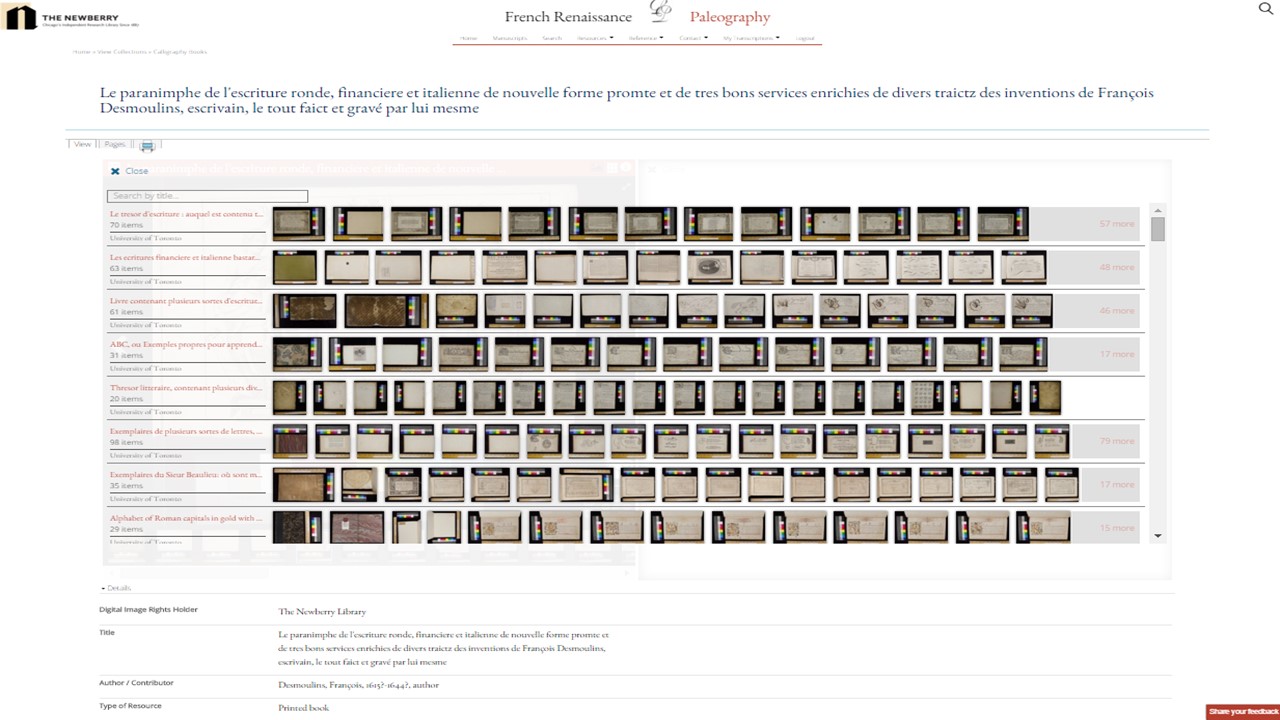 THE NEWBERRY
Chicago's Independent Research Library Since 1887
French Renaissance Paleography
Home Manuscripts Search Resources Reference Contact My Transcriptions Logout
Home » View Collections » Calligraphy Books
Le paranimphe de l'escriture ronde, financiere et italienne de nouvelle forme promte et de tres bons services enrichies de divers traictz des inventions de François
Desmoulins, escrivain, le tout faict et gravé par lui mesme
View Pages
Close
Search by title...
Le tresor d'escriture : auquel est contenu t...
70 items
University of Toronto
57 more
Les ecritures financiere et italienne bastar...
63 items
University of Toronto
48 more
Livre contenant plusieurs sortes d'escritur...
61 items
University of Toronto
46 more
ABC, ou Exemples propres pour apprend...
31 items
University of Toronto
17 more
Thresor litteraire, contenant plusieurs div...
20 items
University of Toronto
Exemplaires de plusieurs sortes de lettres, ...
98 items
University of Toronto
79 more
Exemplaires du Sieur Beaulieu: où sont m...
35 items
University of Toronto
17 more
Alphabet of Roman capitals in gold with ...
29 items
University of Toronto
15 more
Details
Digital Image Rights Holder The Newberry Library
Title Le paranimphe de l'escriture ronde, financiere et italienne de nouvelle forme promte et
de tres bons services enrichies de divers traictz des inventions de François Desmoulins,
escrivain, le tout faict et gravé par lui mesme
Author / Contributor Desmoulins, François, 1615?-1644?, author
Type of Resource Printed book
Share your feedback